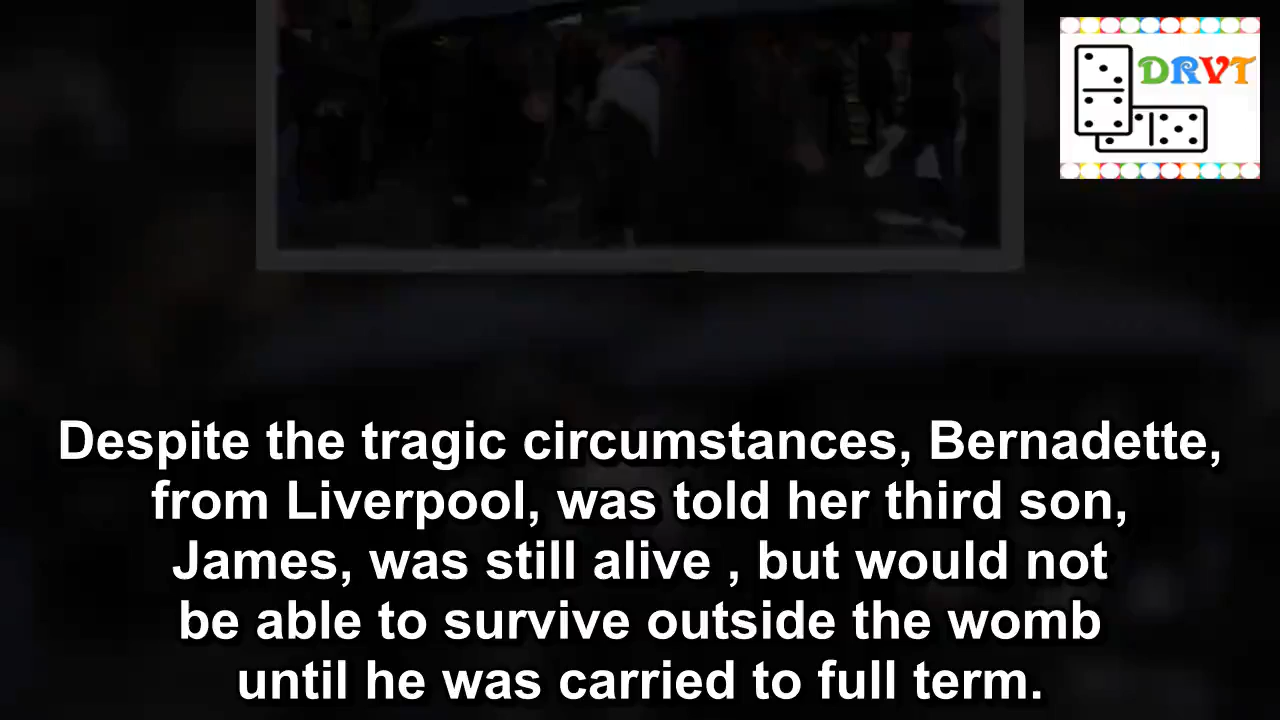 DRVT
Despite the tragic circumstances, Bernadette,
from Liverpool, was told her third son,
James, was still alive , but would not
be able to survive outside the womb
until he was carried to full term.